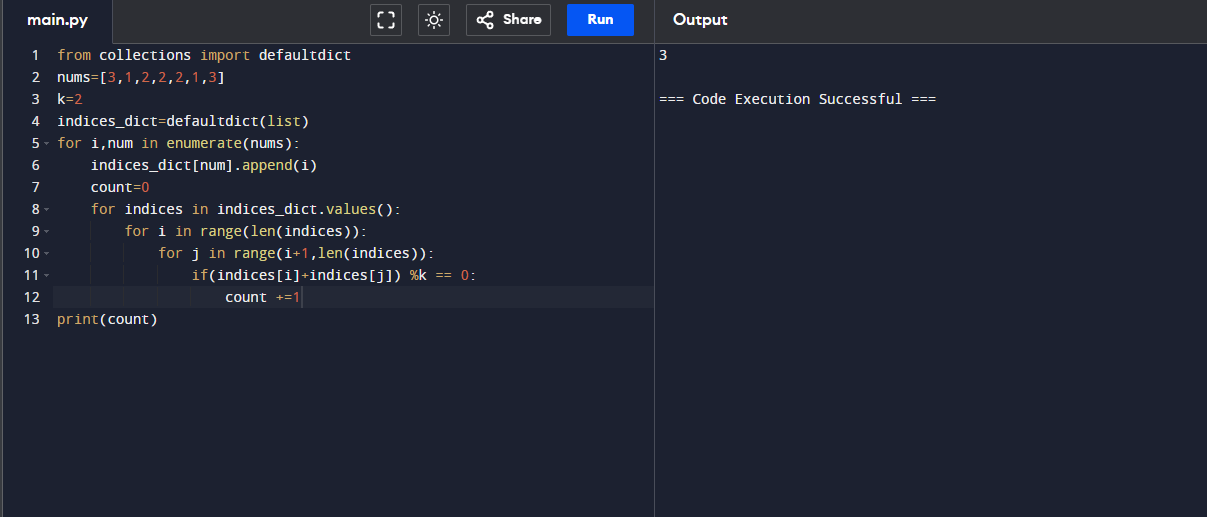 main.py Share Run Output
1 from collections import defaultdict
2 nums=[3,1,2,2,2,1,3]
3 k=2
4 indices_dict=defaultdict(list)
5 for i,num in enumerate(nums):
6     indices_dict[num].append(i)
7     count=0
8     for indices in indices_dict.values():
9         for i in range(len(indices)):
10             for j in range(i+1,len(indices)):
11                 if(indices[i]+indices[j]) %k == 0:
12                     count +=1
13 print(count)
3
=== Code Execution Successful ===